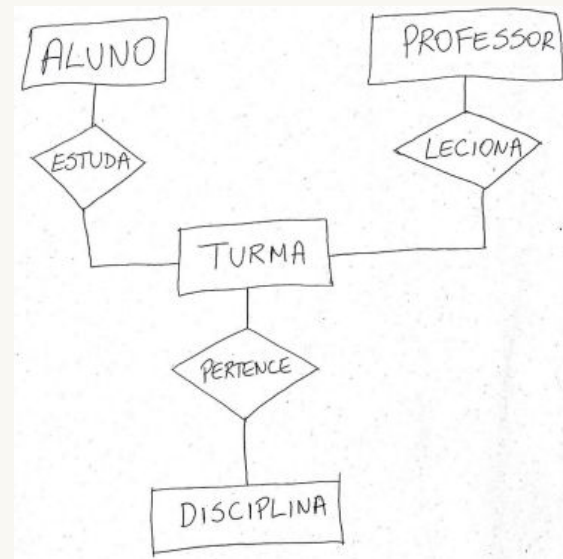 ALUNO
PROFESSOR
ESTUDA
LECIONA
TURMA
PERTENCE
DISCIPLINA